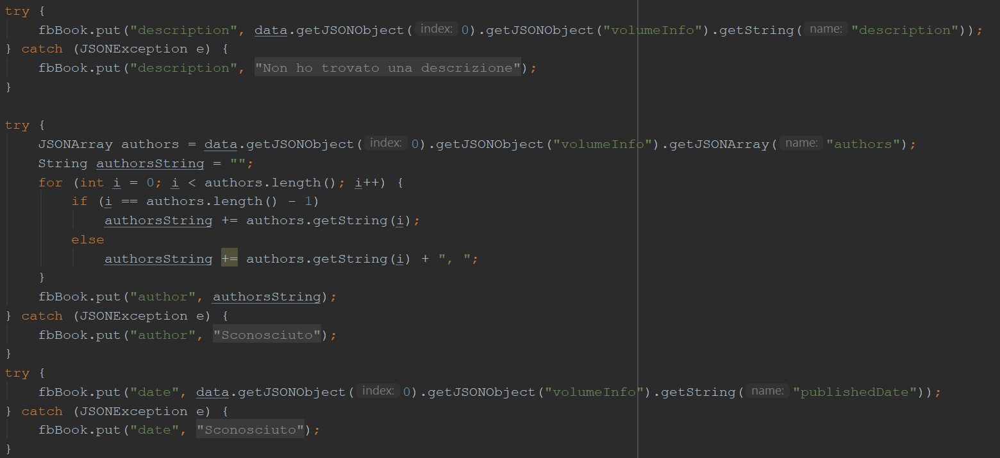 try {
    fbBook.put("description", data.getJSONObject( index: 0).getJSONObject("volumeInfo").getString( name: "description"));
} catch (JSONException e) {
    fbBook.put("description", "Non ho trovato una descrizione");
}

try {
    JSONArray authors = data.getJSONObject( index: 0).getJSONObject("volumeInfo").getJSONArray( name: "authors");
    String authorsString = "";
    for (int i = 0; i < authors.length(); i++) {
        if (i == authors.length() - 1)
            authorsString += authors.getString(i);
        else
            authorsString += authors.getString(i) + ", ";
    }
    fbBook.put("author", authorsString);
} catch (JSONException e) {
    fbBook.put("author", "Sconosciuto");
}
try {
    fbBook.put("date", data.getJSONObject( index: 0).getJSONObject("volumeInfo").getString( name: "publishedDate"));
} catch (JSONException e) {
    fbBook.put("date", "Sconosciuto");
}